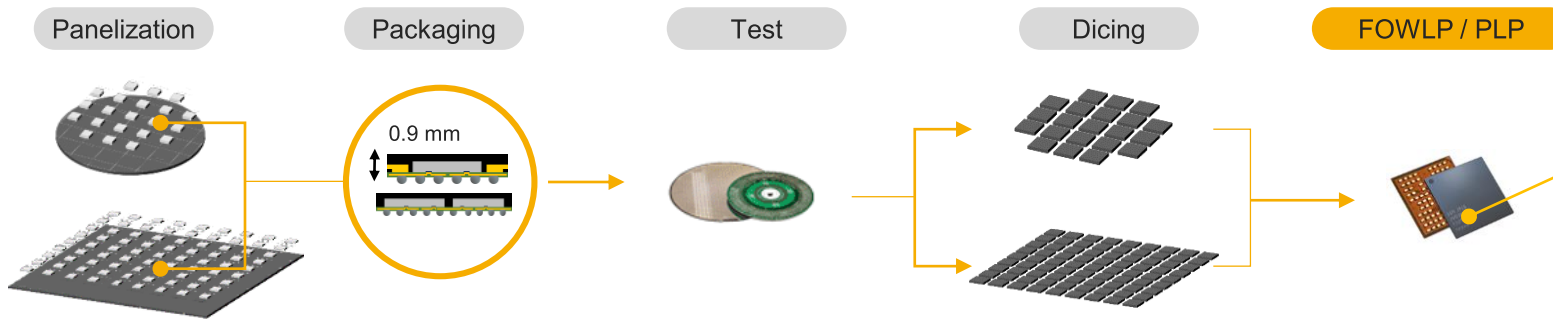 Panelization
Packaging
Test
Dicing
FOWLP / PLP
0.9 mm